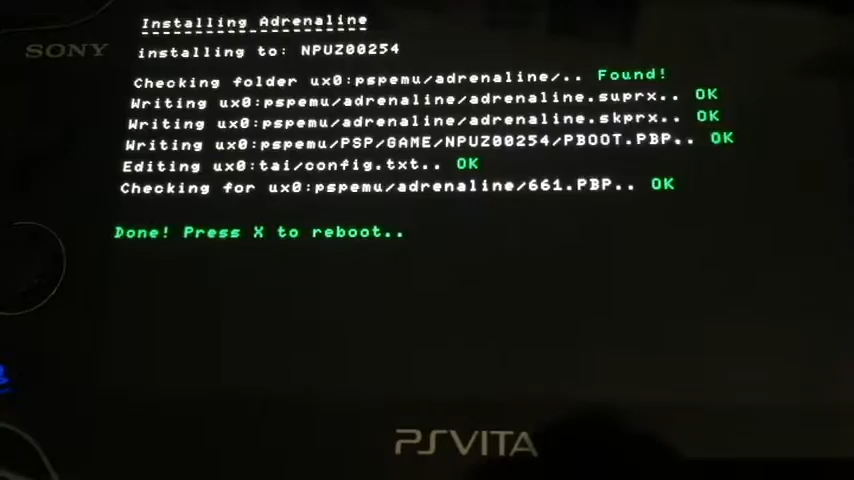 Installing Adrenaline
SONY
installing to: NPUZ00254
Checking folder ux0:pspemu/adrenaline/.. Found!
Writing ux0:pspemu/adrenaline/adrenaline.suprx.. OK
Writing ux0:pspemu/adrenaline/adrenaline.skprx.. OK
Writing ux0:pspemu/PSP/GAME/NPUZ00254/PBOOT.PBP.. OK
Editing ux0:tai/config.txt.. OK
Checking for ux0:pspemu/adrenaline/661.PBP.. OK
Done! Press X to reboot..
PSVITA